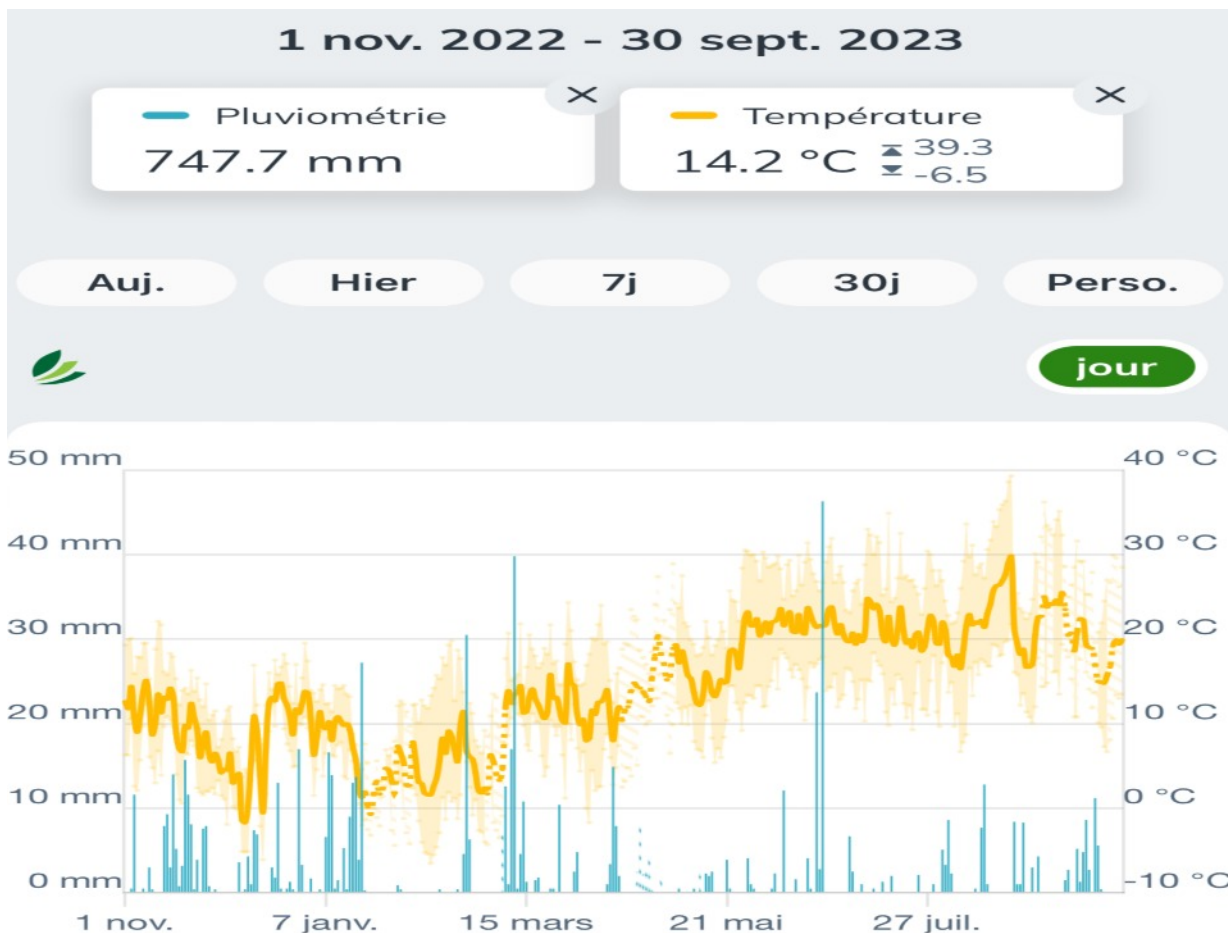 1 nov. 2022 - 30 sept. 2023
Pluviométrie
747.7 mm
Température
14.2 °C
39.3
-6.5
Auj.
Hier
7j
30j
Perso.
jour
50 mm
40 °C
40 mm
30 °C
30 mm
20 °C
20 mm
10 °C
10 mm
0 °C
0 mm
-10 °C
1 nov.
7 janv.
15 mars
21 mai
27 juil.